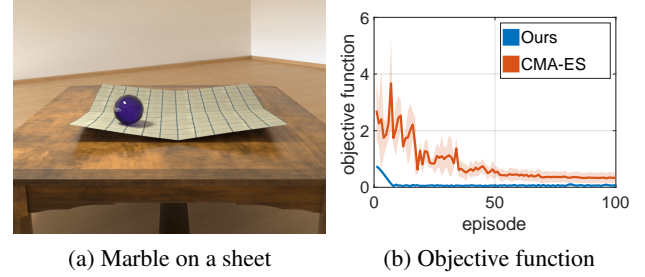 6
4
2
0
0
50
100
objective function
episode
Ours
CMA-ES
(a) Marble on a sheet
(b) Objective function